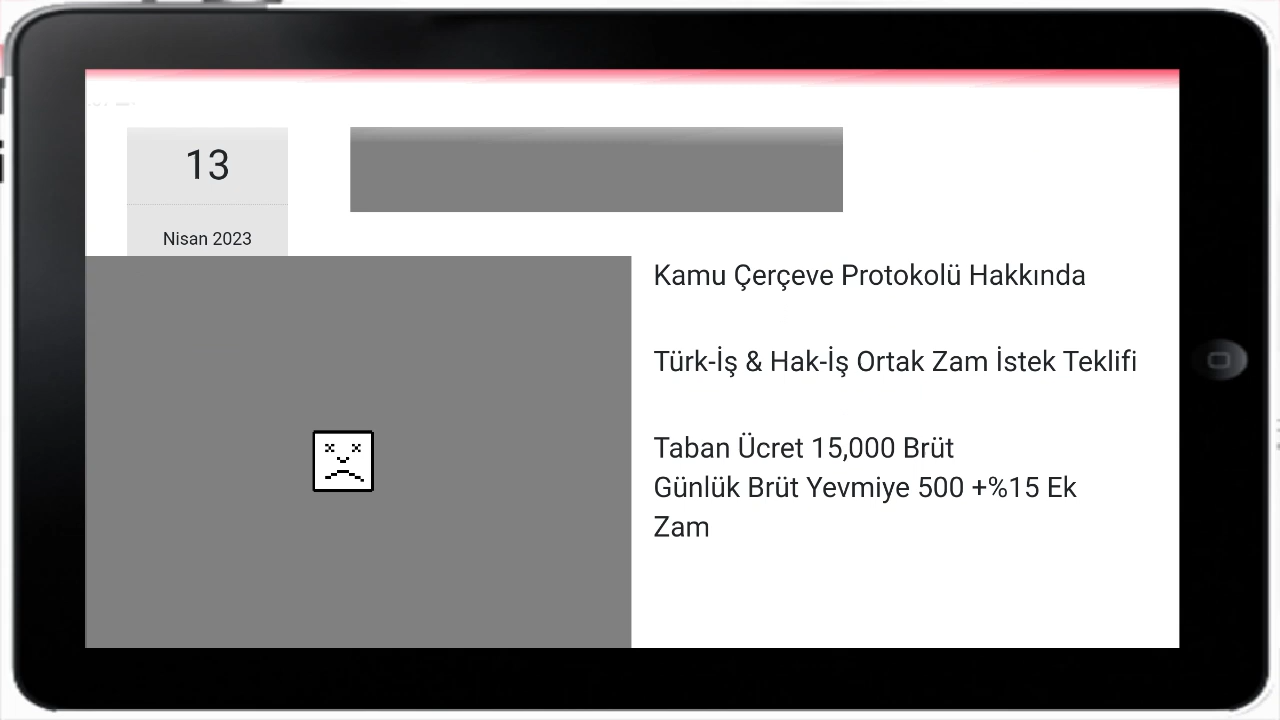 13
Nisan 2023
Kamu Çerçeve Protokolü Hakkında
Türk-İş & Hak-İş Ortak Zam İstek Teklifi
Taban Ücret 15,000 Brüt
Günlük Brüt Yevmiye 500 +%15 Ek
Zam